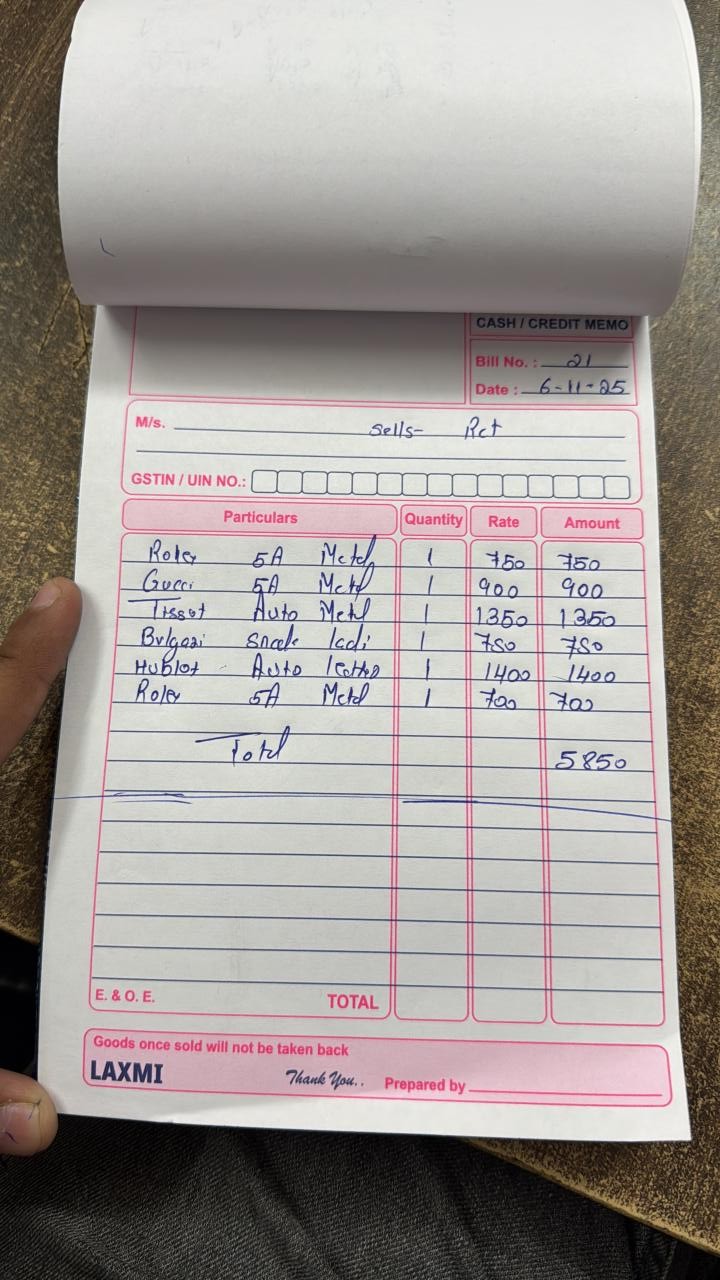 CASH / CREDIT MEMO
Bill No. : 21
Date : 6-11-25
M/s. sells- Rct
GSTIN / UIN NO.:
Particulars Quantity Rate Amount
Rolex 5A Metal 1 750 750
Gucci 5A Metal 1 900 900
Tissot Auto Metal 1 1350 1350
Bvlgari snack ladi 1 750 750
Hublot Auto 1 1400 1400
Rolex 5A Metal 1 700 700
Total 5850
E. & O. E. TOTAL
Goods once sold will not be taken back
LAXMI Thank You.. Prepared by